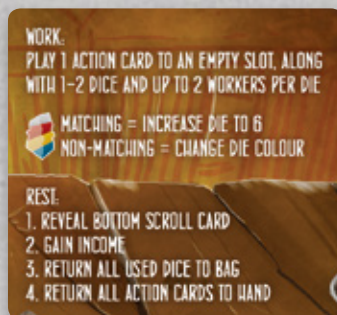 WORK:
PLAY 1 ACTION CARD TO AN EMPTY SLOT, ALONG
WITH 1-2 DICE AND UP TO 2 WORKERS PER DIE
MATCHING = INCREASE DIE TO 6
NON-MATCHING = CHANGE DIE COLOUR
REST:
1. REVEAL BOTTOM SCROLL CARD
2. GAIN INCOME
3. RETURN ALL USED DICE TO BAG
4. RETURN ALL ACTION CARDS TO HAND